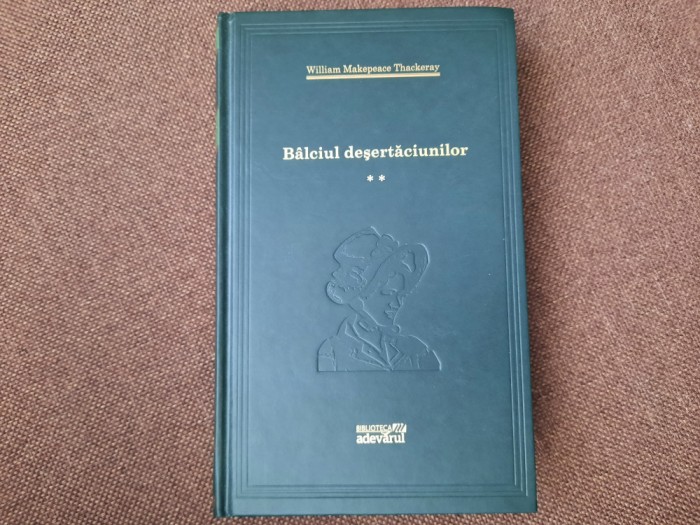 William Makepeace Thackeray
Bâlciul deşertăciunilor
* *
BIBLIOTECA
adevărul